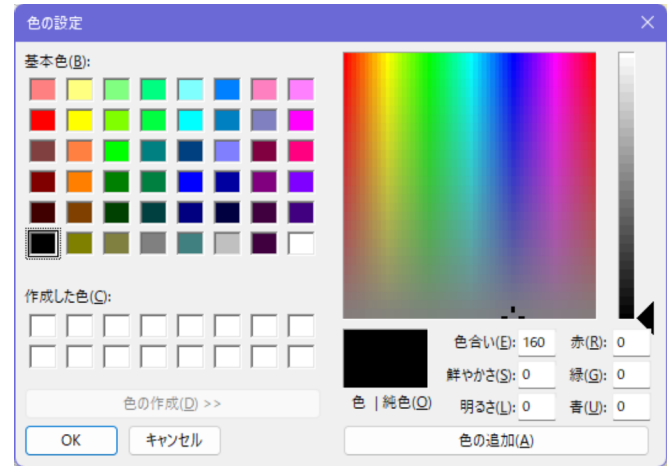 色の設定
基本色(B):
作成した色(C):
色の作成(D) >>
OK
キャンセル
色 | 純色(O)
色合い(E): 160
鮮やかさ(S): 0
明るさ(L): 0
赤(R): 0
緑(G): 0
青(U): 0
色の追加(A)